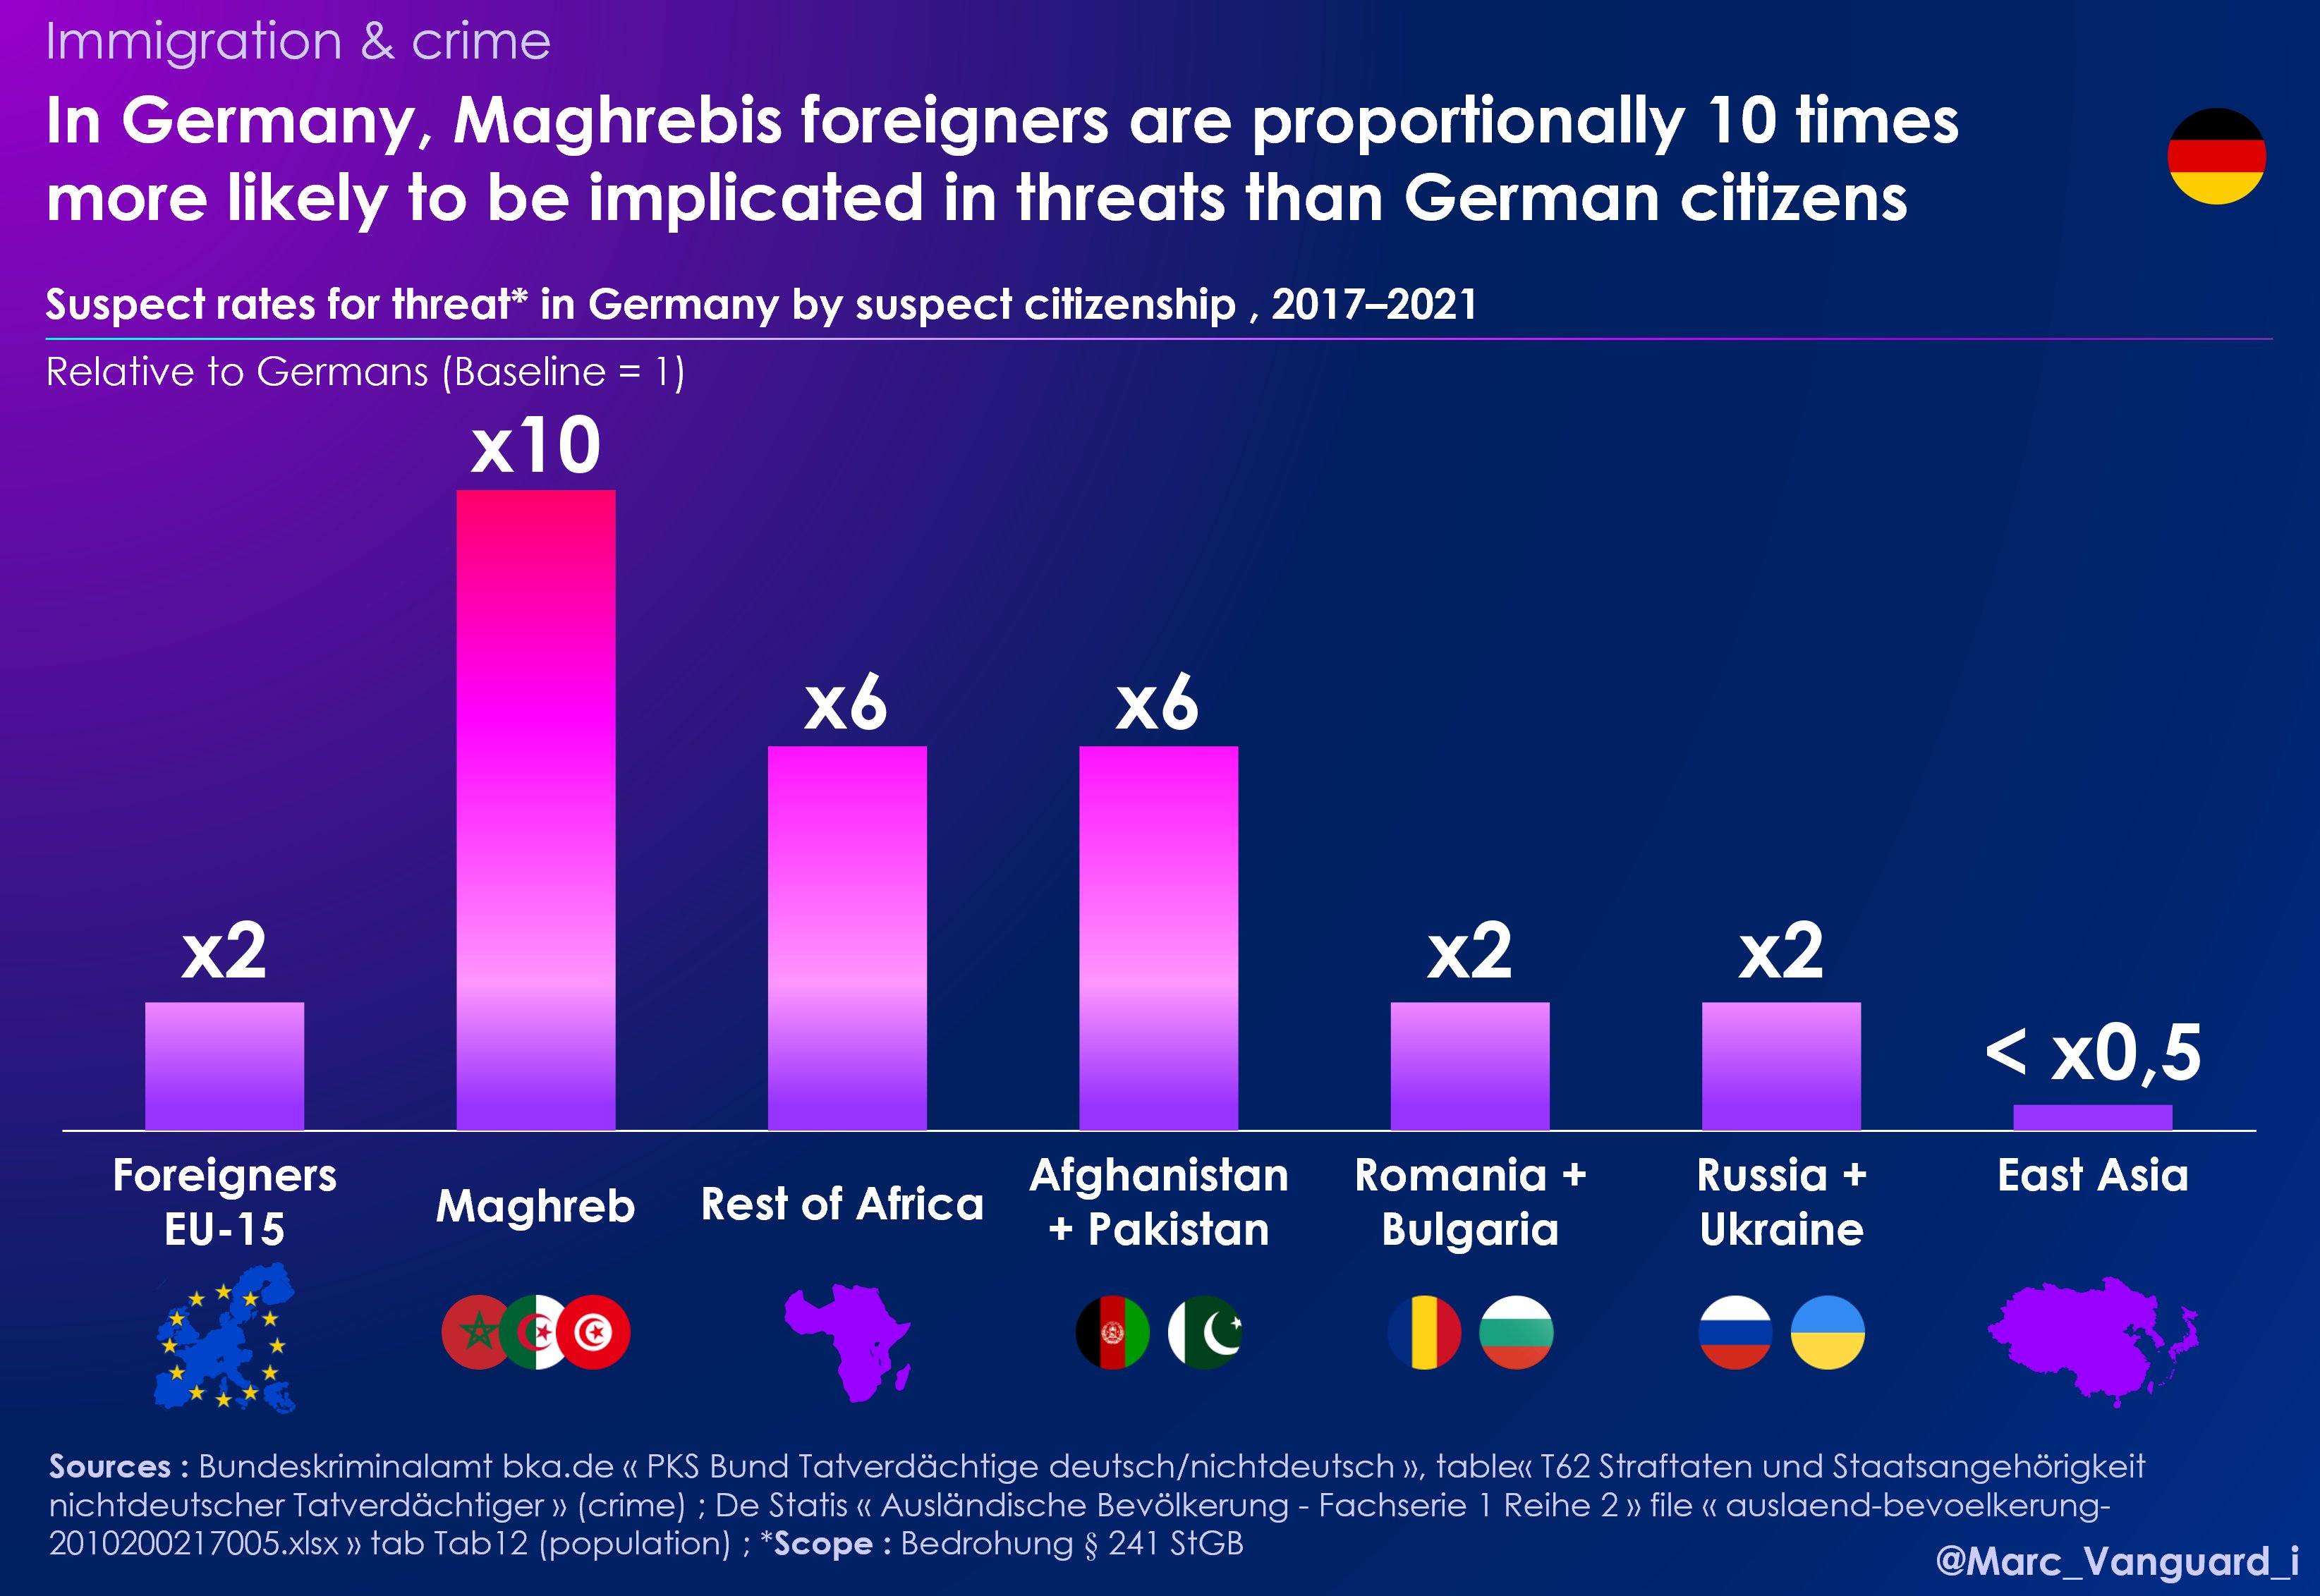 Immigration & crime
In Germany, Maghrebis foreigners are proportionally 10 times
more likely to be implicated in threats than German citizens
Suspect rates for threat* in Germany by suspect citizenship , 2017–2021
Relative to Germans (Baseline = 1)
x10
x6
x6
x2
x2
x2
< x0,5
Foreigners
EU-15
Maghreb
Rest of Africa
Afghanistan
+ Pakistan
Romania +
Bulgaria
Russia +
Ukraine
East Asia
Sources : Bundeskriminalamt bka.de « PKS Bund Tatverdächtige deutsch/nichtdeutsch », table« T62 Straftaten und Staatsangehörigkeit
nichtdeutscher Tatverdächtiger » (crime) ; De Statis « Ausländische Bevölkerung - Fachserie 1 Reihe 2 » file « auslaend-bevoelkerung-
2010200217005.xlsx » tab Tab12 (population) ; *Scope : Bedrohung § 241 StGB
@Marc_Vanguard_i